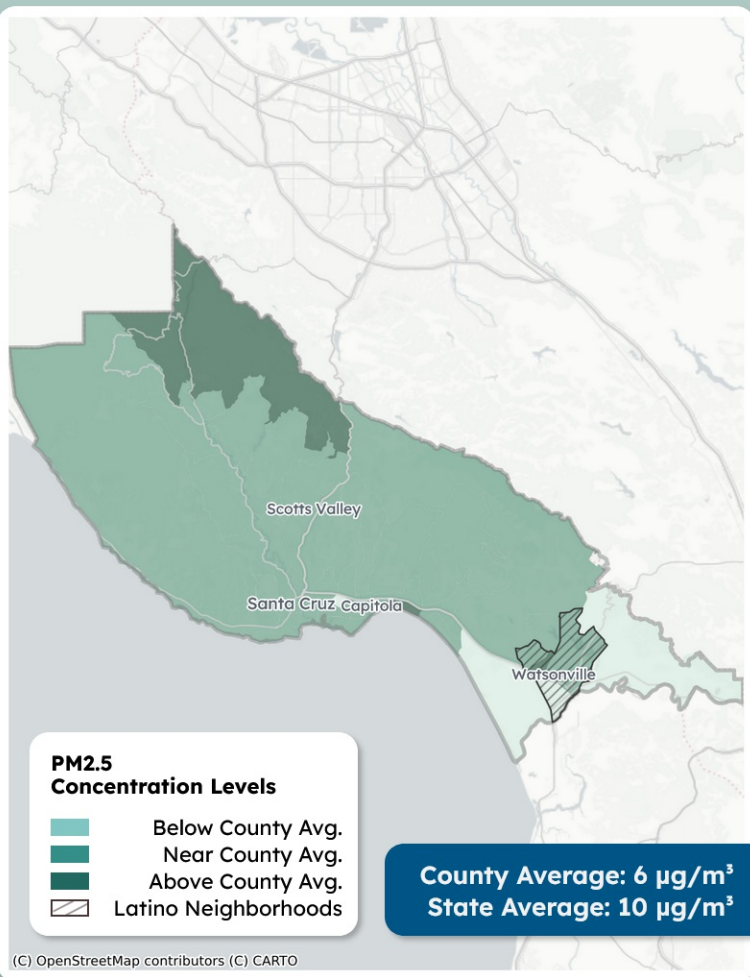 Scotts Valley
Santa Cruz
Capitola
Watsonville
PM2.5
Concentration Levels
Below County Avg.
Near County Avg.
Above County Avg.
Latino Neighborhoods
County Average: 6 µg/m³
State Average: 10 µg/m³
(C) OpenStreetMap contributors (C) CARTO